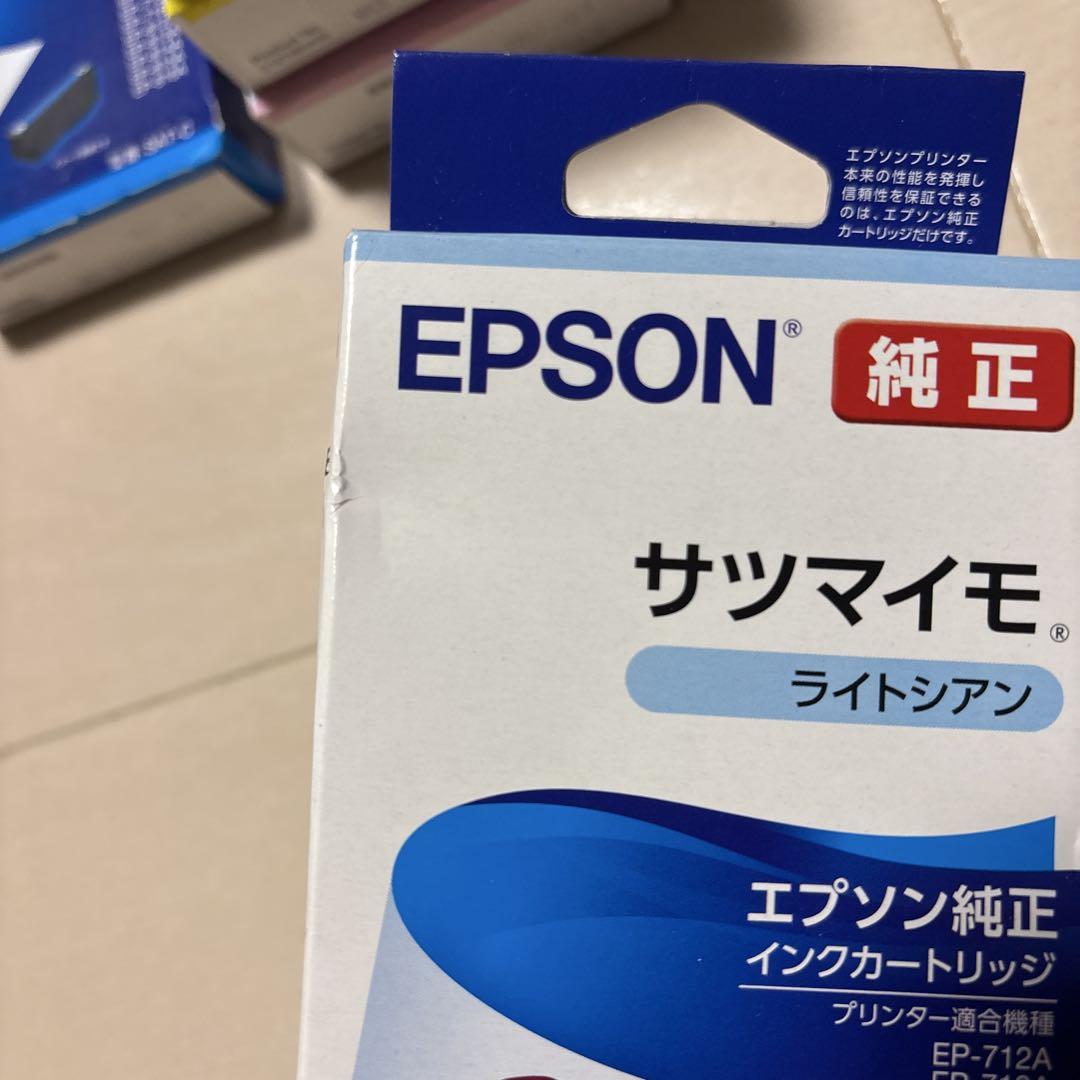 エプソンプリンター
本来の性能を発揮し
信頼性を保証できる
のは、エプソン純正
カートリッジだけです。
EPSON®
純正
サツマイモ®
ライトシアン
エプソン純正
インクカートリッジ
プリンター適合機種
EP-712A